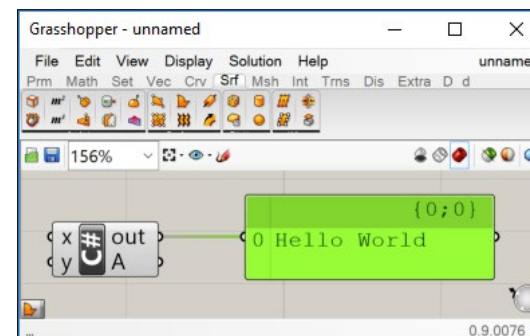 Grasshopper - unnamed
File Edit View Display Solution Help unname
Prm Math Set Vec Crv Srf Msh Int Trns Dis Extra D d
156%
{0;0}
x out 0 Hello World
y A
0.9.0076